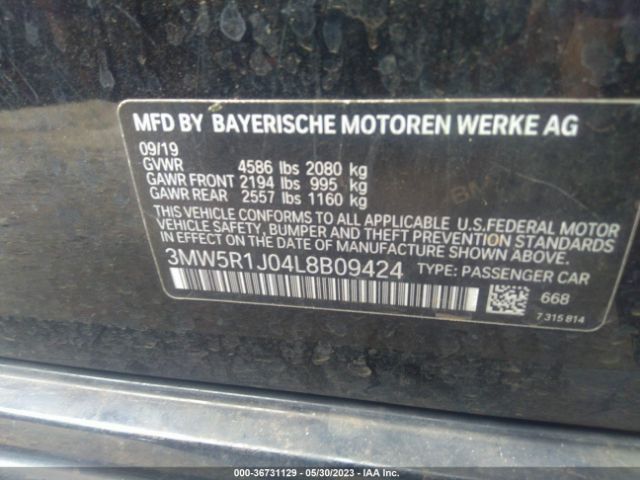 MFD BY BAYERISCHE MOTOREN WERKE AG
09/19
GVWR 4586 lbs 2080 kg
GAWR FRONT 2194 lbs 995 kg
GAWR REAR 2557 lbs 1160 kg
THIS VEHICLE CONFORMS TO ALL APPLICABLE U.S.FEDERAL MOTOR
VEHICLE SAFETY, BUMPER AND THEFT PREVENTION STANDARDS
IN EFFECT ON THE DATE OF MANUFACTURE SHOWN ABOVE.
3MW5R1J04L8B09424 TYPE: PASSENGER CAR
668
7 315 814
000-36731129 - 05/30/2023 - IAA Inc.